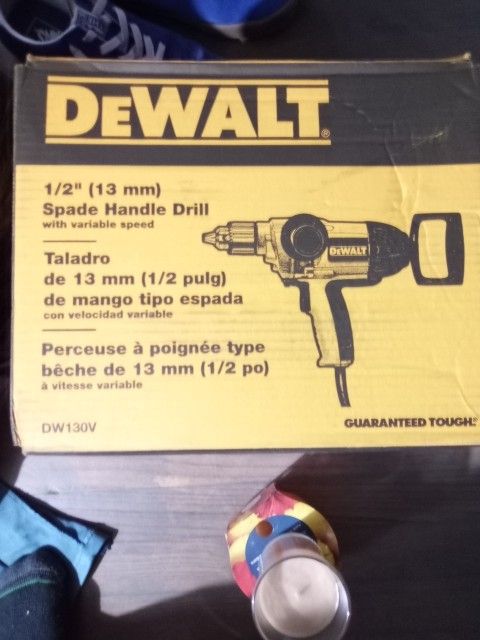 DEWALT®
1/2" (13 mm)
Spade Handle Drill
with variable speed
Taladro
de 13 mm (1/2 pulg)
de mango tipo espada
con velocidad variable
Perceuse à poignée type
bêche de 13 mm (1/2 po)
à vitesse variable
DEWALT
DW130V
GUARANTEED TOUGH.®